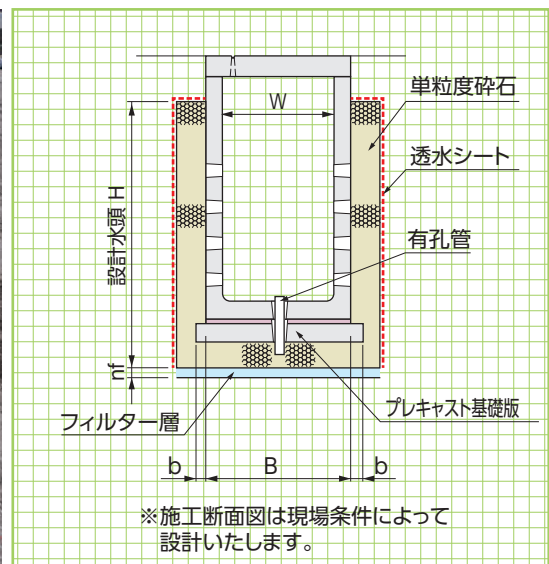 単粒度砕石
W
透水シート
設計水頭 H
有孔管
nf
フィルター層
プレキャスト基礎版
b
B
b
※施工断面図は現場条件によって
設計いたします。